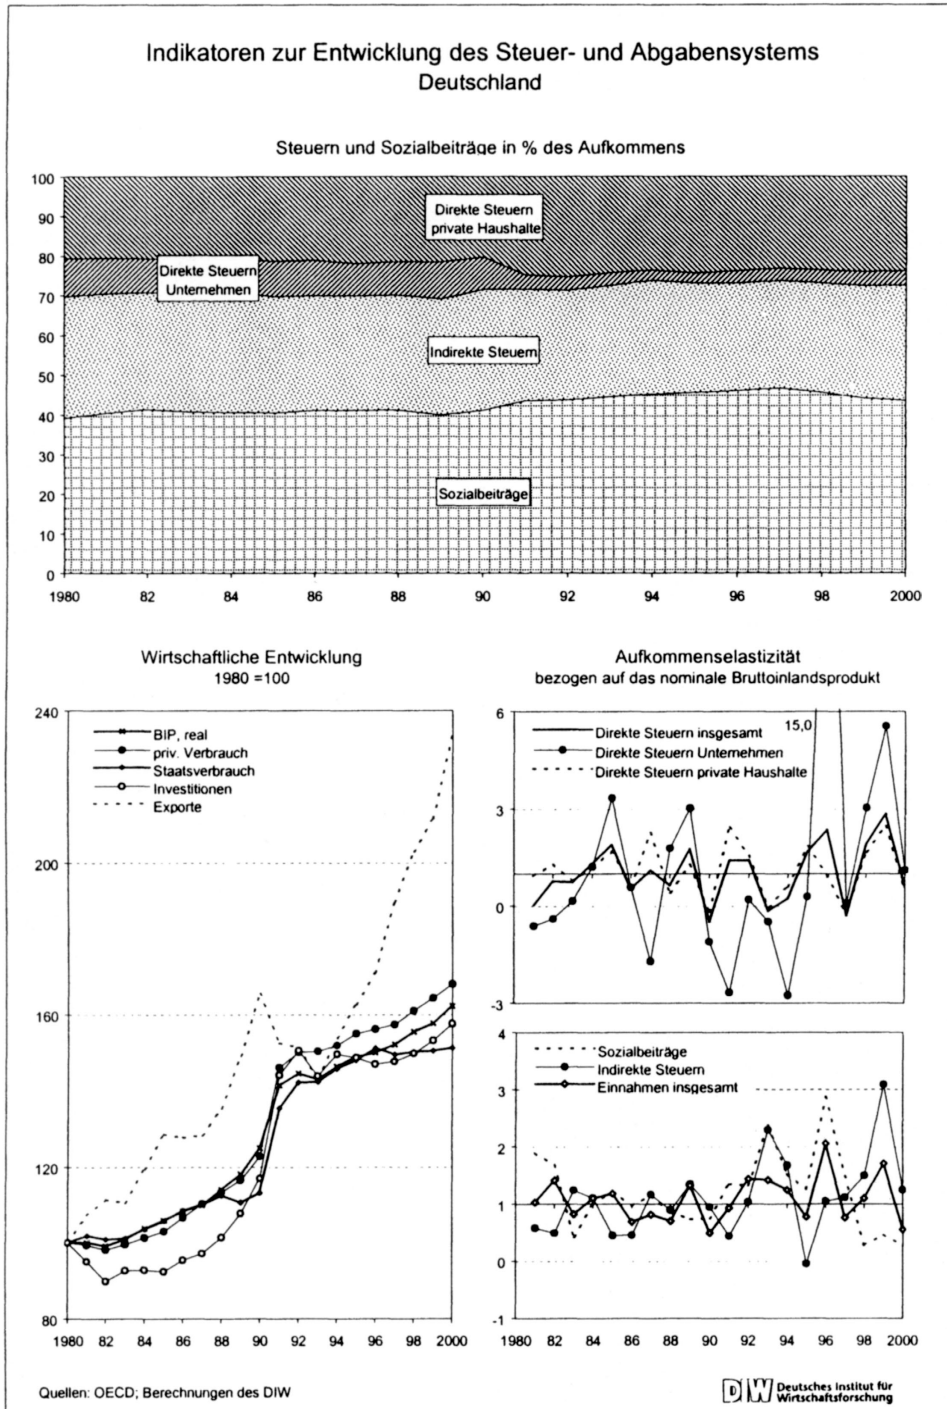 Indikatoren zur Entwicklung des Steuer- und Abgabensystems
Deutschland
Steuern und Sozialbeiträge in % des Aufkommens
100
90
80
70
60
50
40
30
20
10
0
Direkte Steuern
private Haushalte
Direkte Steuern
Unternehmen
Indirekte Steuern
Sozialbeiträge
1980 82 84 86 88 90 92 94 96 98 2000
Wirtschaftliche Entwicklung
1980 =100
240
200
160
120
80
BIP, real
priv. Verbrauch
Staatsverbrauch
Investitionen
Exporte
1980 82 84 86 88 90 92 94 96 98 2000
Aufkommenselastizität
bezogen auf das nominale Bruttoinlandsprodukt
6
3
0
-3
15,0
Direkte Steuern insgesamt
Direkte Steuern Unternehmen
Direkte Steuern private Haushalte
4
3
2
1
0
-1
Sozialbeiträge
Indirekte Steuern
Einnahmen insgesamt
1980 82 84 86 88 90 92 94 96 98 2000
Quellen: OECD; Berechnungen des DIW
DIW Deutsches Institut für
Wirtschaftsforschung